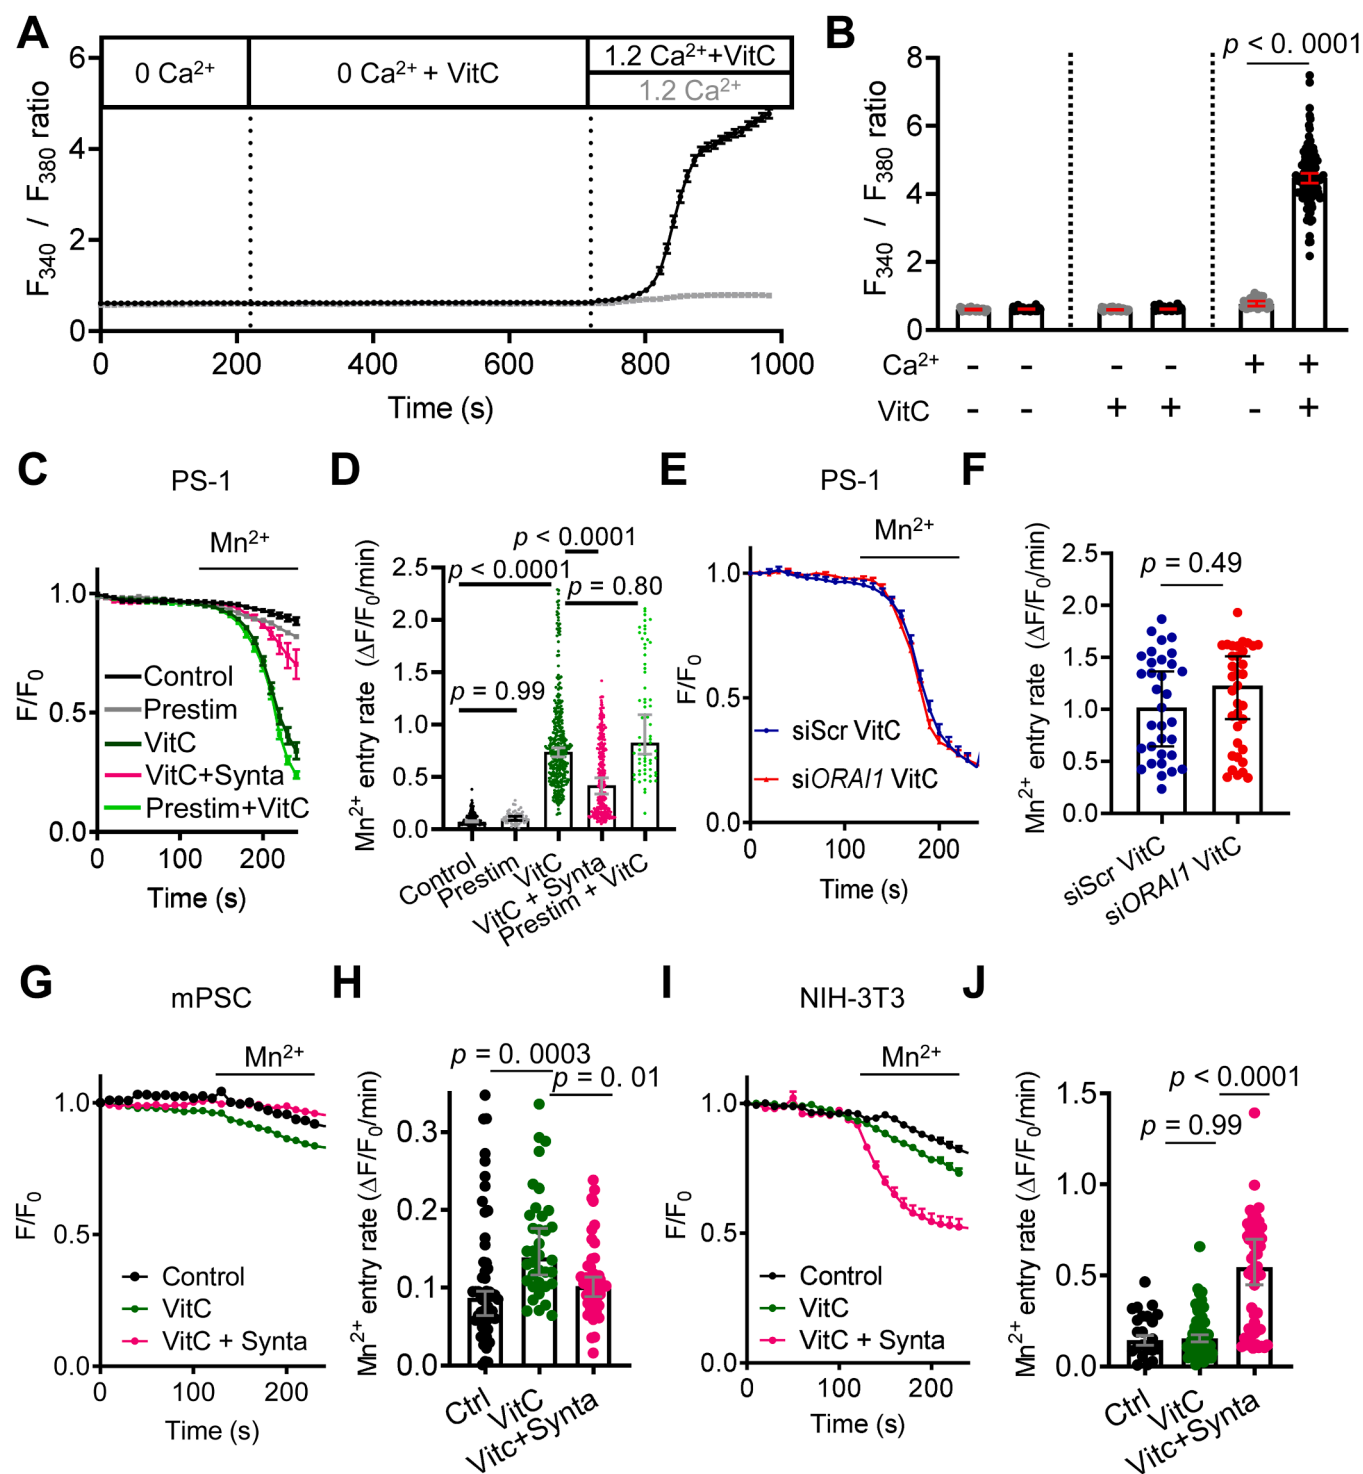 A
0 Ca²⁺
0 Ca²⁺ + VitC
1.2 Ca²⁺+VitC
1.2 Ca²⁺
F₃₄₀ / F₃₈₀ ratio
6
4
2
0
0
200
400
600
800
1000
Time (s)
B
p < 0. 0001
F₃₄₀ / F₃₈₀ ratio
8
6
4
2
0
Ca²⁺ - - - - + +
VitC - - + + - +
C
PS-1
Mn²⁺
F/F₀
1.0
0.5
0.0
Control
Prestim
VitC
VitC+Synta
Prestim+VitC
0
100
200
Time (s)
D
p < 0.0001
p < 0.0001
p = 0.80
p = 0.99
Mn²⁺ entry rate (ΔF/F₀/min)
2.5
2.0
1.5
1.0
0.5
0.0
Control
Prestim
VitC
VitC + Synta
Prestim + VitC
E
PS-1
Mn²⁺
F/F₀
1.0
0.5
0.0
siScr VitC
siORAI1 VitC
0
100
200
Time (s)
F
p = 0.49
Mn²⁺ entry rate (ΔF/F₀/min)
2.5
2.0
1.5
1.0
0.5
0.0
siScr VitC
siORAI1 VitC
G
mPSC
Mn²⁺
F/F₀
1.0
0.5
0.0
Control
VitC
VitC + Synta
0
100
200
Time (s)
H
p = 0. 0003
p = 0. 01
Mn²⁺ entry rate (ΔF/F₀/min)
0.3
0.2
0.1
0.0
Ctrl
VitC
Vitc+Synta
I
NIH-3T3
Mn²⁺
F/F₀
1.0
0.5
0.0
Control
VitC
VitC + Synta
0
100
200
Time (s)
J
p < 0.0001
p = 0.99
Mn²⁺ entry rate (ΔF/F₀/min)
1.5
1.0
0.5
0.0
Ctrl
VitC
Vitc+Synta